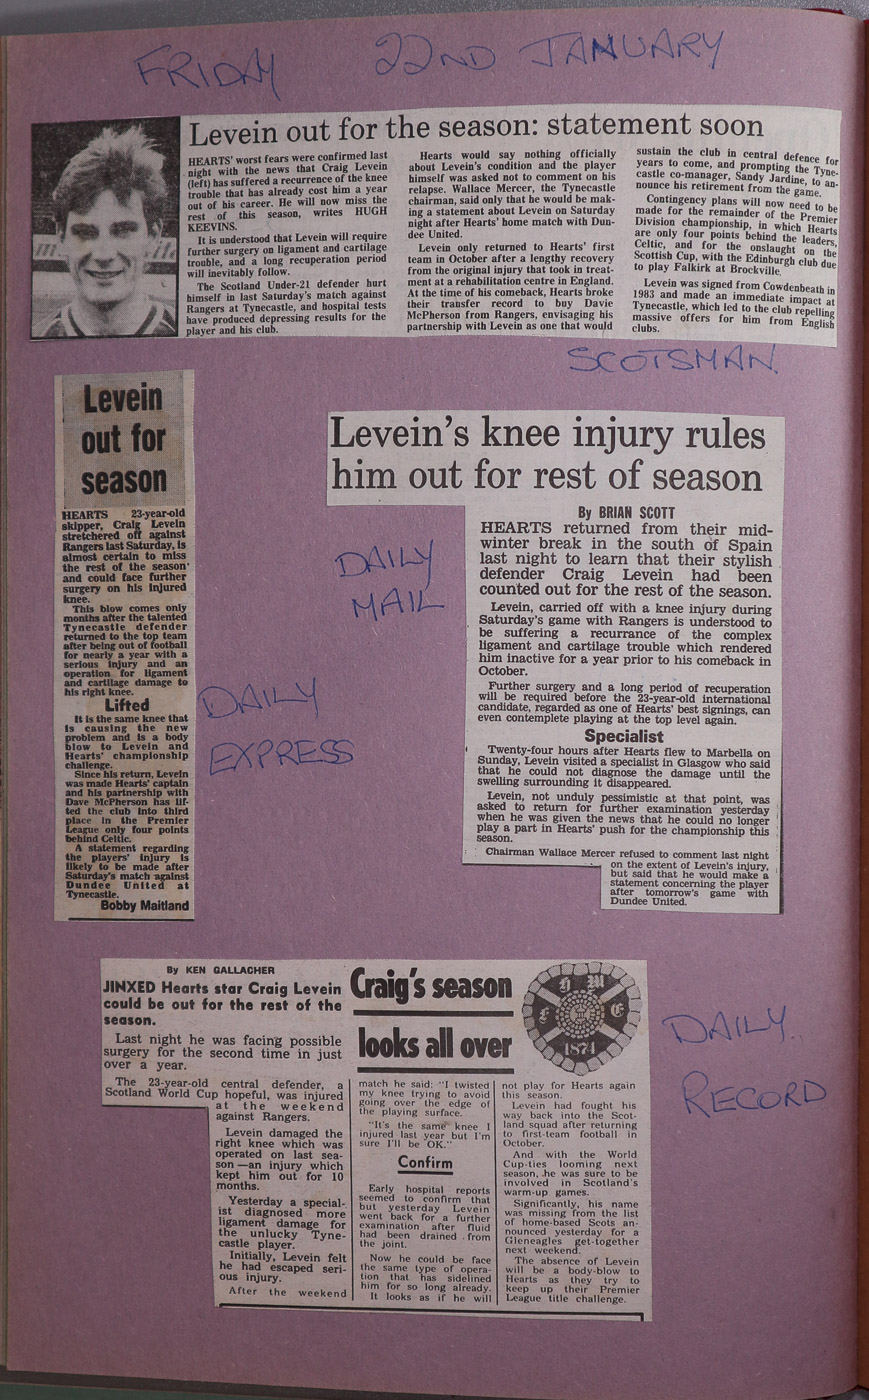 FRIDAY 22ND JANUARY
Levein out for the season: statement soon
HEARTS' worst fears were confirmed last
night with the news that Craig Levein
(left) has suffered a recurrence of the knee
trouble that has already cost him a year
out of his career. He will now miss the
rest of this season, writes HUGH
KEEVINS.
It is understood that Levein will require
further surgery on ligament and cartilage
trouble, and a long recuperation period
will inevitably follow.
The Scotland Under-21 defender hurt
himself in last Saturday's match against
Rangers at Tynecastle, and hospital tests
have produced depressing results for the
player and his club.
Hearts would say nothing officially
about Levein's condition and the player
himself was asked not to comment on his
relapse. Wallace Mercer, the Tynecastle
chairman, said only that he would be mak-
ing a statement about Levein on Saturday
night after Hearts' home match with Dun-
dee United.
Levein only returned to Hearts' first
team in October after a lengthy recovery
from the original injury that took in treat-
ment at a rehabilitation centre in England.
At the time of his comeback, Hearts broke
their transfer record to buy Davie
McPherson from Rangers, envisaging his
partnership with Levein as one that would
sustain the club in central defence for
years to come, and prompting the Tyne-
castle co-manager, Sandy Jardine, to an-
nounce his retirement from the game.
Contingency plans will now need to be
made for the remainder of the Premier
Division championship, in which Hearts
are only four points behind the leaders,
Celtic, and for the onslaught on the
Scottish Cup, with the Edinburgh club due
to play Falkirk at Brockville.
Levein was signed from Cowdenbeath in
1983 and made an immediate impact at
Tynecastle, which led to the club repelling
massive offers for him from English
clubs.
SCOTSMAN.
Levein
out for
season
HEARTS 23-year-old
skipper, Craig Levein
stretchered off against
Rangers last Saturday, is
almost certain to miss
the rest of the season
and could face further
surgery on his injured
knee.
This blow comes only
months after the talented
Tynecastle defender
returned to the top team
after being out of football
for nearly a year with a
serious injury and an
operation for ligament
and cartilage damage to
his right knee.
Lifted
It is the same knee that
is causing the new
problem and is a body
blow to Levein and
Hearts' championship
challenge.
Since his return, Levein
was made Hearts' captain
and his partnership with
Dave McPherson has lif-
ted the club into third
place in the Premier
League only four points
behind Celtic.
A statement regarding
the players' injury is
likely to be made after
Saturday's match against
Dundee United at
Tynecastle.
Bobby Maitland
DAILY
EXPRESS
Levein's knee injury rules
him out for rest of season
By BRIAN SCOTT
HEARTS returned from their mid-
winter break in the south of Spain
last night to learn that their stylish
defender Craig Levein had been
counted out for the rest of the season.
Levein, carried off with a knee injury during
Saturday's game with Rangers is understood to
be suffering a recurrance of the complex
ligament and cartilage trouble which rendered
him inactive for a year prior to his comeback in
October.
Further surgery and a long period of recuperation
will be required before the 23-year-old international
candidate, regarded as one of Hearts' best signings, can
even contemplete playing at the top level again.
Specialist
Twenty-four hours after Hearts flew to Marbella on
Sunday, Levein visited a specialist in Glasgow who said
that he could not diagnose the damage until the
swelling surrounding it disappeared.
Levein, not unduly pessimistic at that point, was
asked to return for further examination yesterday
when he was given the news that he could no longer
play a part in Hearts' push for the championship this
season.
Chairman Wallace Mercer refused to comment last night
on the extent of Levein's injury,
but said that he would make a
statement concerning the player
after tomorrow's game with
Dundee United.
DAILY
MAIL
By KEN GALLACHER
JINXED Hearts star Craig Levein
could be out for the rest of the
season.
Last night he was facing possible
surgery for the second time in just
over a year.
The 23-year-old central defender, a
Scotland World Cup hopeful, was injured
at the weekend
against Rangers.
Levein damaged the
right knee which was
operated on last sea-
son—an injury which
kept him out for 10
months.
Yesterday a special-
ist diagnosed more
ligament damage for
the unlucky Tyne-
castle player.
Initially, Levein felt
he had escaped seri-
ous injury.
After the weekend
Craig's season
looks all over
H M
F C
1874
match he said: "I twisted
my knee trying to avoid
going over the edge of
the playing surface.
"It's the same knee I
injured last year but I'm
sure I'll be OK."
Confirm
Early hospital reports
seemed to confirm that
but yesterday Levein
went back for a further
examination after fluid
had been drained from
the joint.
Now he could be face
the same type of opera-
tion that has sidelined
him for so long already.
It looks as if he will
not play for Hearts again
this season.
Levein had fought his
way back into the Scot-
land squad after returning
to first-team football in
October.
And with the World
Cup-ties looming next
season, he was sure to be
involved in Scotland's
warm-up games.
Significantly, his name
was missing from the list
of home-based Scots an-
nounced yesterday for a
Gleneagles get-together
next weekend.
The absence of Levein
will be a body-blow to
Hearts as they try to
keep up their Premier
League title challenge.
DAILY.
RECORD